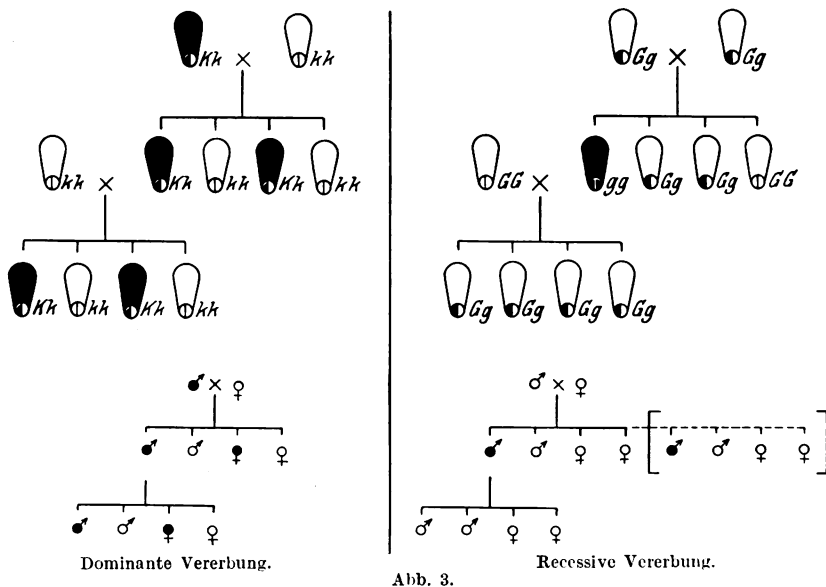 Kk × kk
Gg × Gg
kk × Kk kk Kk kk
GG × gg Gg Gg GG
Kk kk Kk kk
Gg Gg Gg Gg
♂ × ♀
♂ × ♀
♂ ♂ ♀ ♀
♂ ♂ ♀ ♀ [ ♂ ♂ ♀ ♀ ]
♂ ♂ ♀ ♀
♂ ♂ ♀ ♀
Dominante Vererbung.
Recessive Vererbung.
Abb. 3.